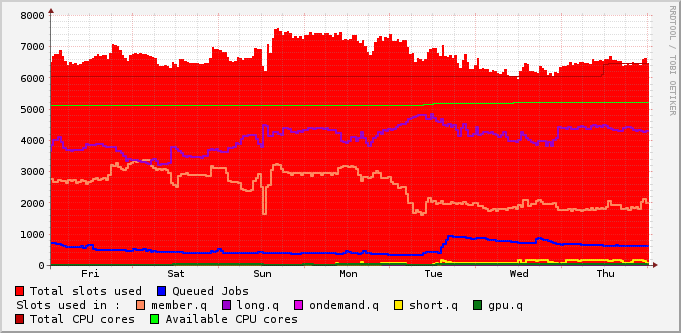 8000
7000
6000
5000
4000
3000
2000
1000
0
Fri Sat Sun Mon Tue Wed Thu
Total slots used Queued Jobs
Slots used in : member.q long.q ondemand.q short.q gpu.q
Total CPU cores Available CPU cores
RRDTOOL / TOBI OETIKER